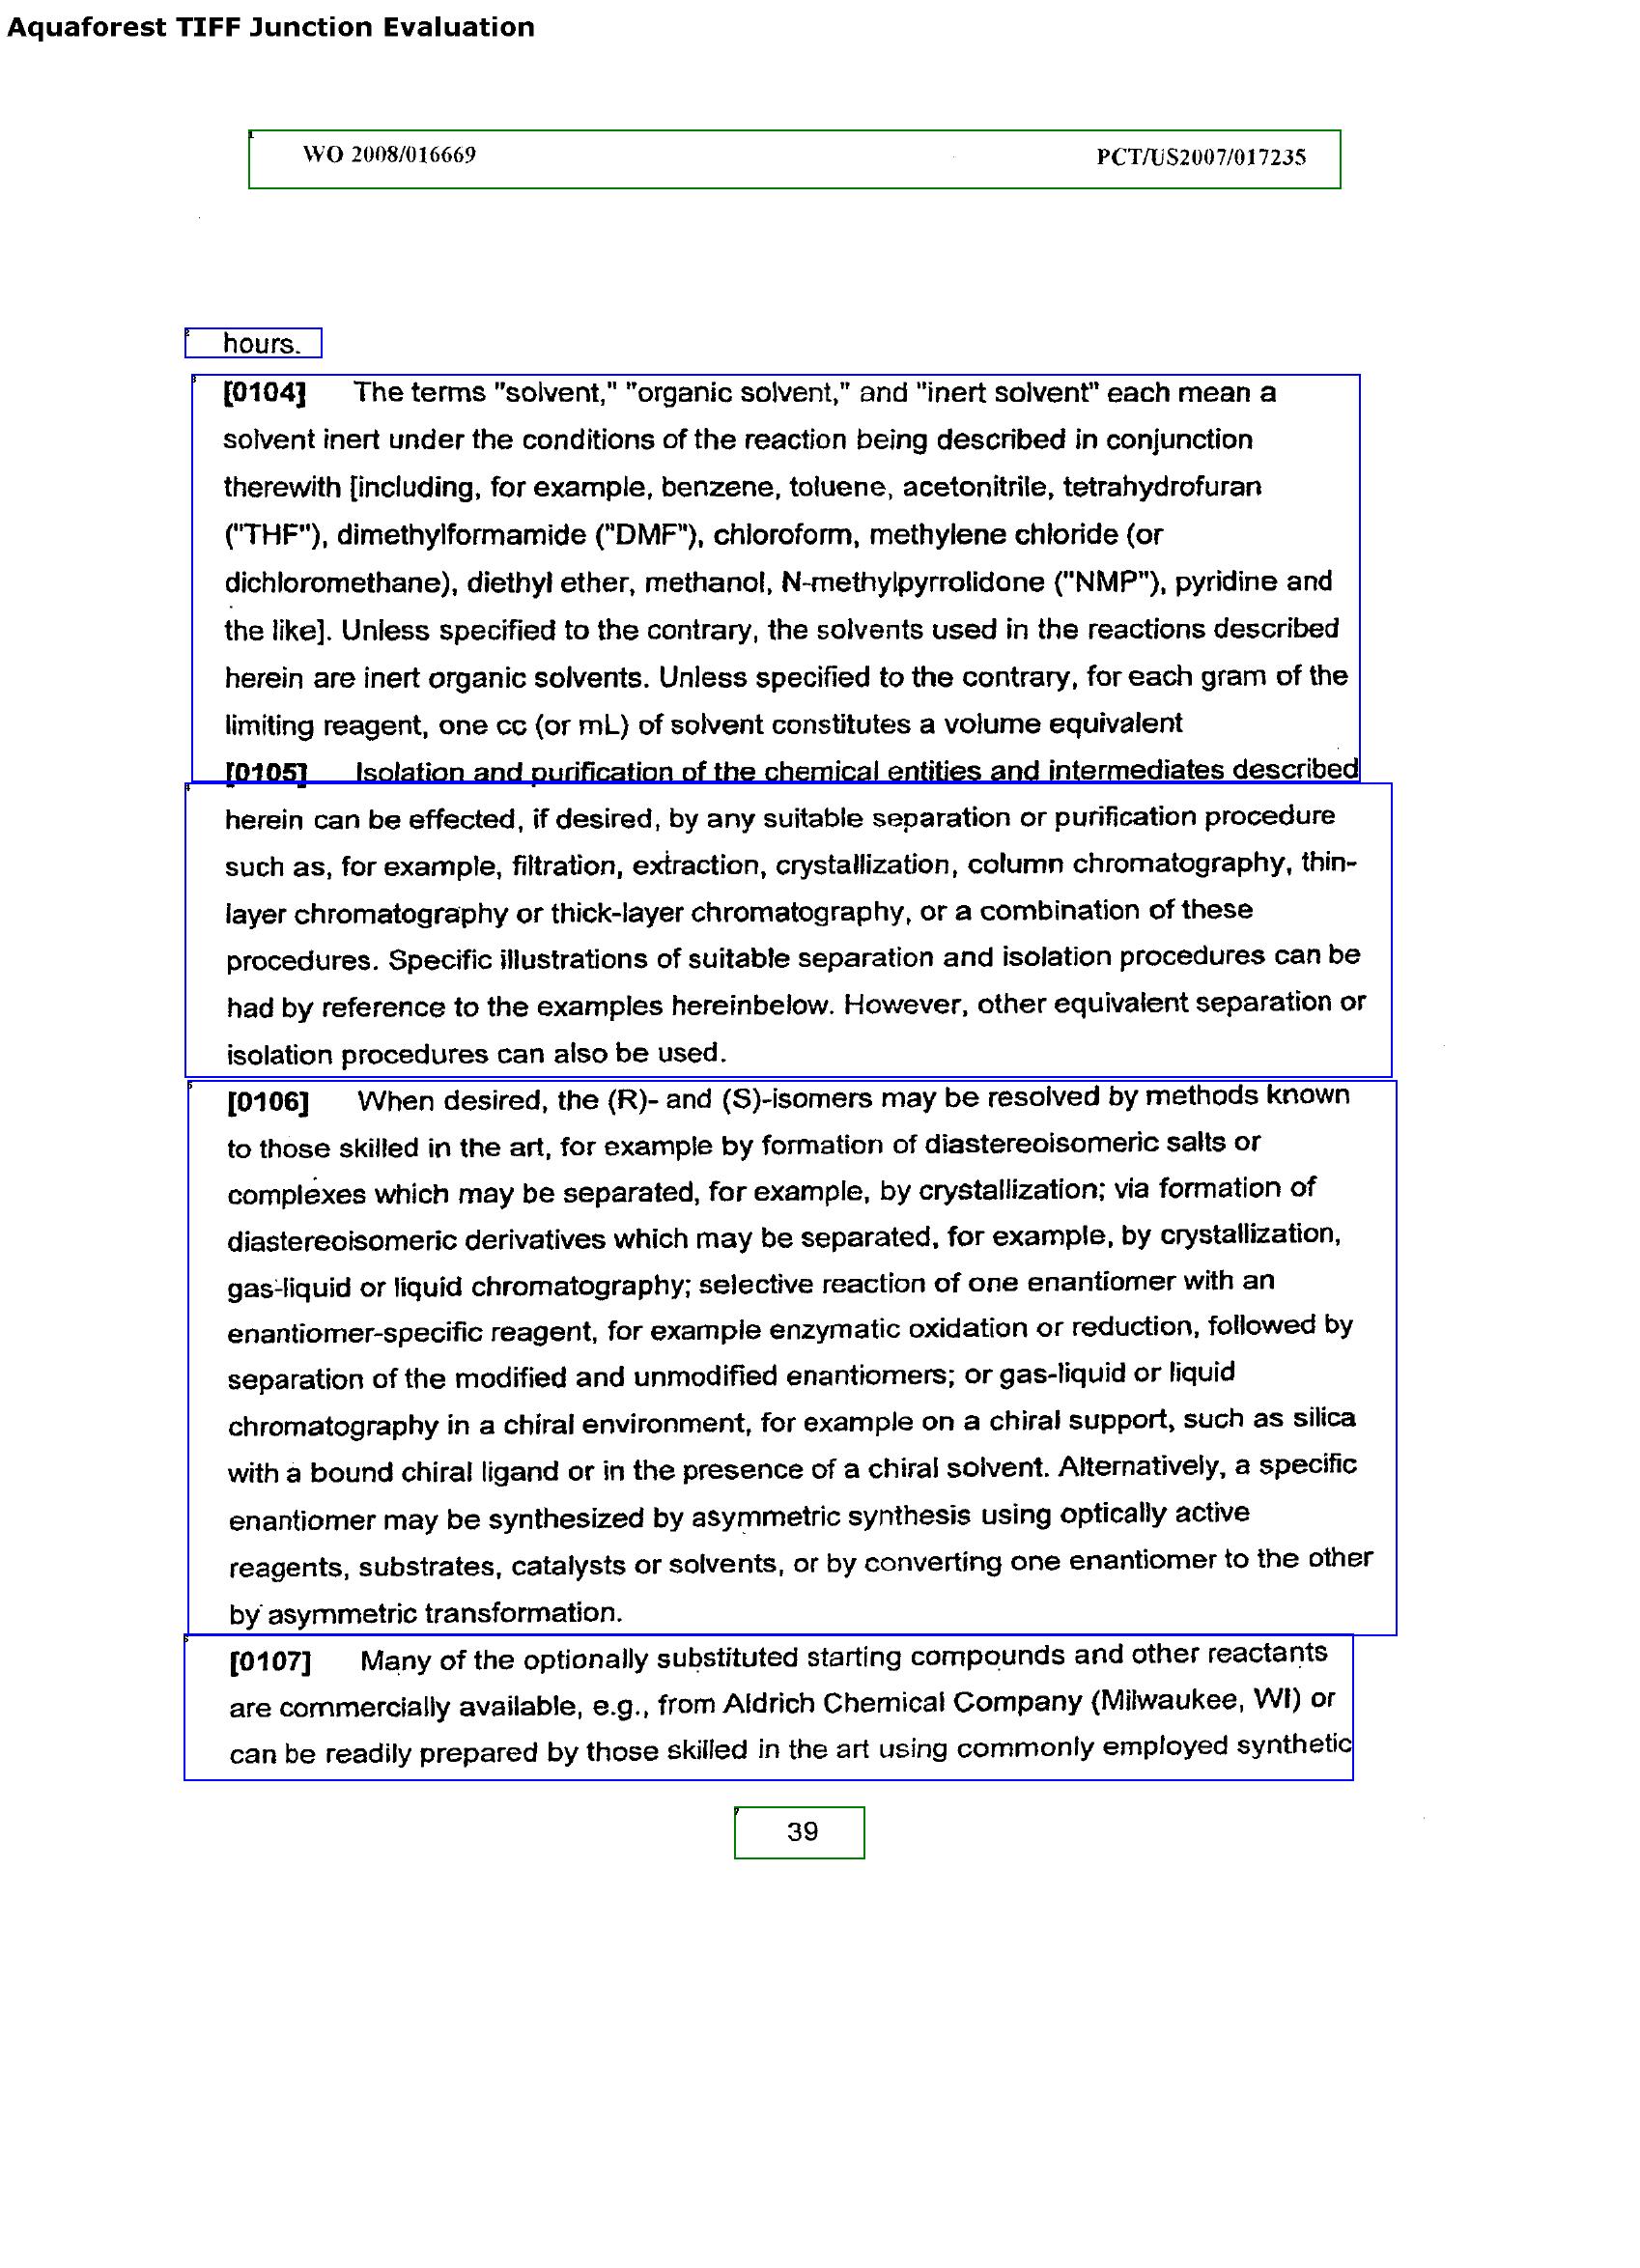 Aquaforest TIFF Junction Evaluation
WO 2008/016669 PCT/US2007/017235
hours.
[0104] The terms "solvent," "organic solvent," and "inert solvent" each mean a
solvent inert under the conditions of the reaction being described in conjunction
therewith [including, for example, benzene, toluene, acetonitrile, tetrahydrofuran
("THF"), dimethylformamide ("DMF"), chloroform, methylene chloride (or
dichloromethane), diethyl ether, methanol, N-methylpyrrolidone ("NMP"), pyridine and
the like]. Unless specified to the contrary, the solvents used in the reactions described
herein are inert organic solvents. Unless specified to the contrary, for each gram of the
limiting reagent, one cc (or mL) of solvent constitutes a volume equivalent
[0105] Isolation and purification of the chemical entities and intermediates described
herein can be effected, if desired, by any suitable separation or purification procedure
such as, for example, filtration, extraction, crystallization, column chromatography, thin-
layer chromatography or thick-layer chromatography, or a combination of these
procedures. Specific illustrations of suitable separation and isolation procedures can be
had by reference to the examples hereinbelow. However, other equivalent separation or
isolation procedures can also be used.
[0106] When desired, the (R)- and (S)-isomers may be resolved by methods known
to those skilled in the art, for example by formation of diastereoisomeric salts or
complexes which may be separated, for example, by crystallization; via formation of
diastereoisomeric derivatives which may be separated, for example, by crystallization,
gas-liquid or liquid chromatography; selective reaction of one enantiomer with an
enantiomer-specific reagent, for example enzymatic oxidation or reduction, followed by
separation of the modified and unmodified enantiomers; or gas-liquid or liquid
chromatography in a chiral environment, for example on a chiral support, such as silica
with a bound chiral ligand or in the presence of a chiral solvent. Alternatively, a specific
enantiomer may be synthesized by asymmetric synthesis using optically active
reagents, substrates, catalysts or solvents, or by converting one enantiomer to the other
by asymmetric transformation.
[0107] Many of the optionally substituted starting compounds and other reactants
are commercially available, e.g., from Aldrich Chemical Company (Milwaukee, WI) or
can be readily prepared by those skilled in the art using commonly employed synthetic
39